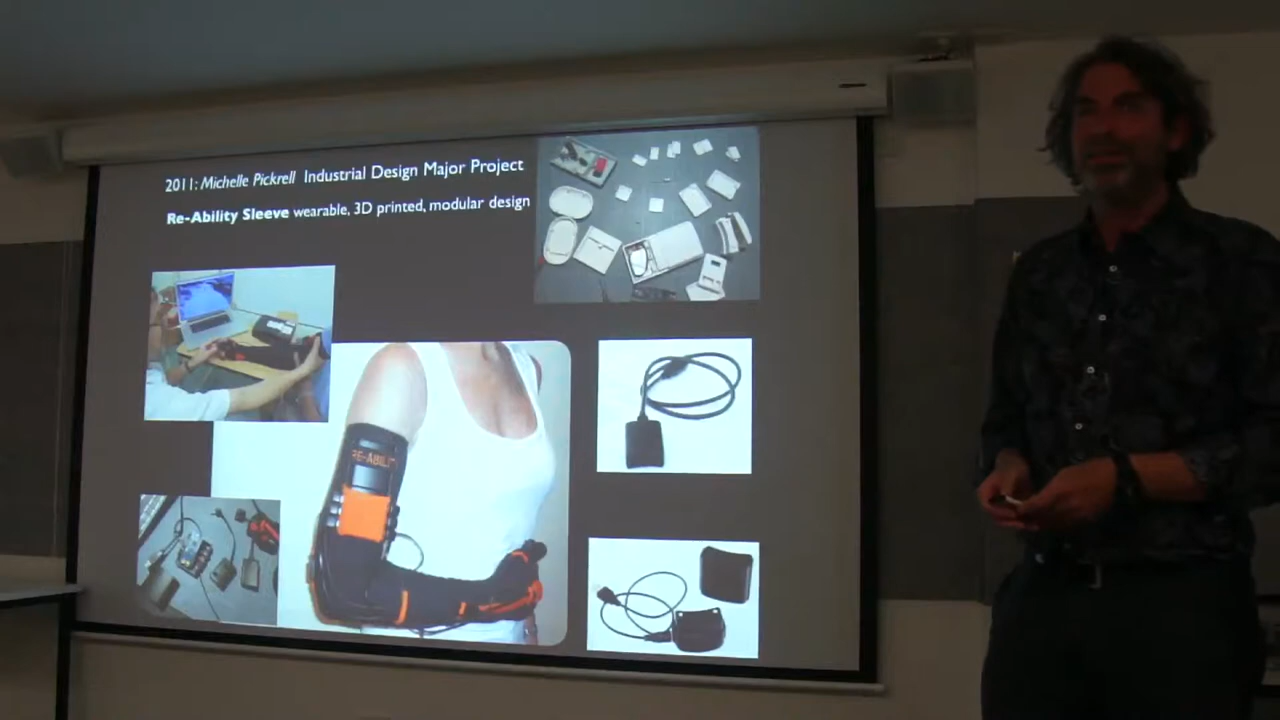 2011: Michelle Pickrell Industrial Design Major Project
Re-Ability Sleeve wearable, 3D printed, modular design
RE-ABILI